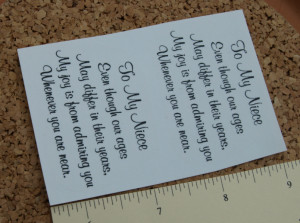 To My Niece
Even though our ages
May differ in their years,
My joy is from admiring you
Whenever you are near.
To My Niece
Even though our ages
May differ in their years,
My joy is from admiring you
Whenever you are near.
7
8
9